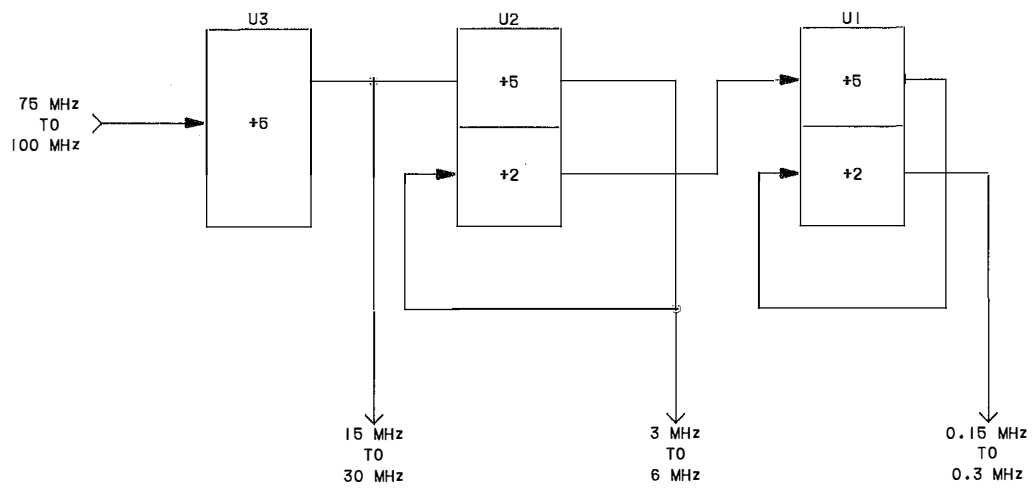 U3
U2
U1
75 MHz
TO
100 MHz
÷5
÷5
÷2
÷5
÷2
15 MHz
TO
30 MHz
3 MHz
TO
6 MHz
0.15 MHz
TO
0.3 MHz